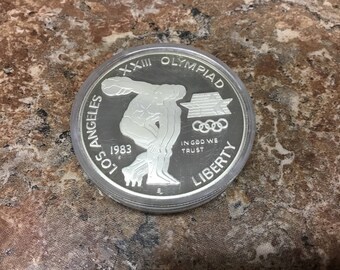 LOS ANGELES XXIII OLYMPIAD
1983
IN GOD WE
TRUST
LIBERTY